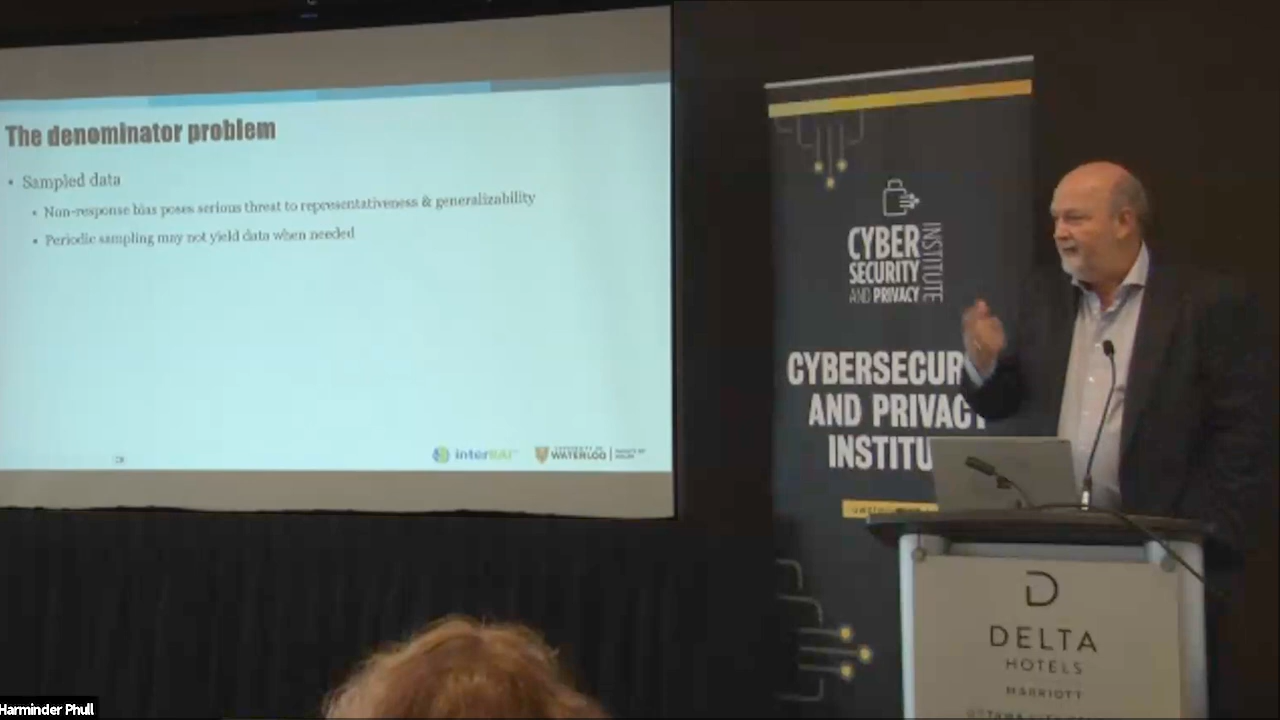 The denominator problem
• Sampled data
• Non-response bias poses serious threat to representativeness & generalizability
• Periodic sampling may not yield data when needed
interRAI
UNIVERSITY OF
WATERLOO
CYBER
SECURITY
AND PRIVACY
INSTITUTE
CYBERSECUR
AND PRIVACY
INSTITU
D
DELTA
HOTELS
MARRIOTT
Harminder Phull